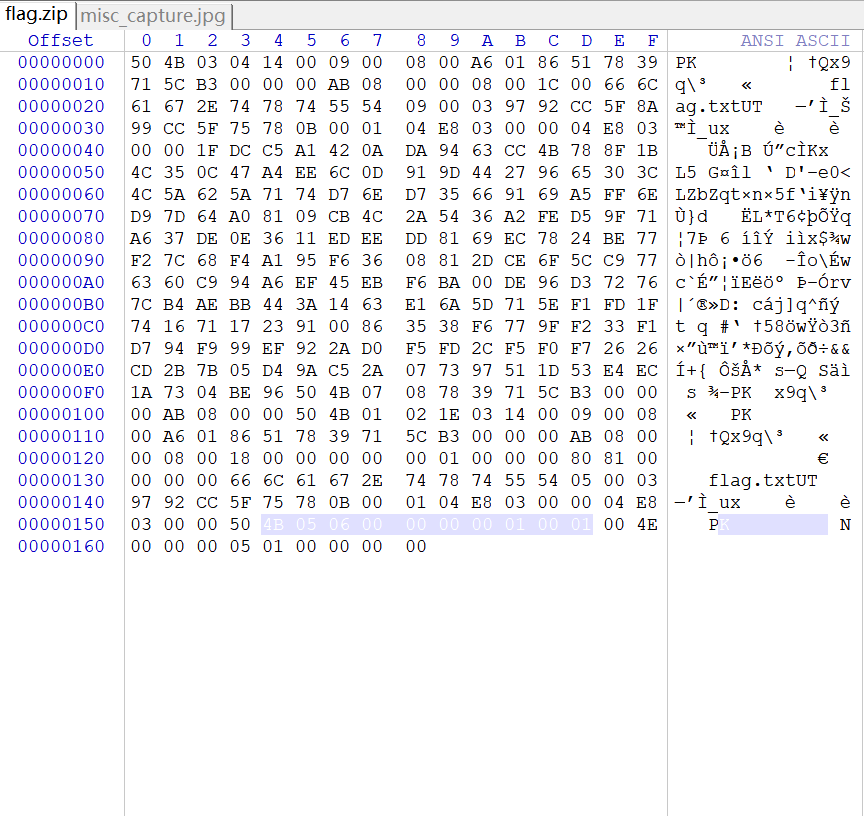 flag.zip misc_capture.jpg
Offset 0 1 2 3 4 5 6 7 8 9 A B C D E F ANSI ASCII
00000000 50 4B 03 04 14 00 09 00 08 00 A6 01 86 51 78 39 PK ¦ †Qx9
00000010 71 5C B3 00 00 00 AB 08 00 00 08 00 1C 00 66 6C q\³ « fl
00000020 61 67 2E 74 78 74 55 54 09 00 03 97 92 CC 5F 8A ag.txtUT —’Ì_Š
00000030 99 CC 5F 75 78 0B 00 01 04 E8 03 00 00 04 E8 03 ™Ì_ux è è
00000040 00 00 1F DC C5 A1 42 0A DA 94 63 CC 4B 78 8F 1B ÜÅ¡B Ú”cÌKx
00000050 4C 35 0C 47 A4 EE 6C 0D 91 9D 44 27 96 65 30 3C L5 G¤îl ‘ D'–e0<
00000060 4C 5A 62 5A 71 74 D7 6E D7 35 66 91 69 A5 FF 6E LZbZqt×n×5f‘i¥ÿn
00000070 D9 7D 64 A0 81 09 CB 4C 2A 54 36 A2 FE D5 9F 71 Ù}d ËL*T6¢þÕŸq
00000080 A6 37 DE 0E 36 11 ED EE DD 81 69 EC 78 24 BE 77 ¦7Þ 6 íîÝ iìx$¾w
00000090 F2 7C 68 F4 A1 95 F6 36 08 81 2D CE 6F 5C C9 77 ò|hô¡•ö6 -Îo\Éw
000000A0 63 60 C9 94 A6 EF 45 EB F6 BA 00 DE 96 D3 72 76 c`É”¦ïEëöº Þ–Órv
000000B0 7C B4 AE BB 44 3A 14 63 E1 6A 5D 71 5E F1 FD 1F |´®»D: cáj]q^ñý
000000C0 74 16 71 17 23 91 00 86 35 38 F6 77 9F F2 33 F1 t q #‘ †58öwŸò3ñ
000000D0 D7 94 F9 99 EF 92 2A D0 F5 FD 2C F5 F0 F7 26 26 ×”ù™ï’*Ðõý,õð÷&&
000000E0 CD 2B 7B 05 D4 9A C5 2A 07 73 97 51 1D 53 E4 EC Í+{ ÔšÅ* s—Q Säì
000000F0 1A 73 04 BE 96 50 4B 07 08 78 39 71 5C B3 00 00 s ¾–PK x9q\³
00000100 00 AB 08 00 00 50 4B 01 02 1E 03 14 00 09 00 08 « PK
00000110 00 A6 01 86 51 78 39 71 5C B3 00 00 00 AB 08 00 ¦ †Qx9q\³ «
00000120 00 08 00 18 00 00 00 00 00 01 00 00 00 80 81 00 €
00000130 00 00 00 66 6C 61 67 2E 74 78 74 55 54 05 00 03 flag.txtUT
00000140 97 92 CC 5F 75 78 0B 00 01 04 E8 03 00 00 04 E8 —’Ì_ux è è
00000150 03 00 00 50 4B 05 06 00 00 00 00 01 00 01 00 4E PK N
00000160 00 00 00 05 01 00 00 00 00